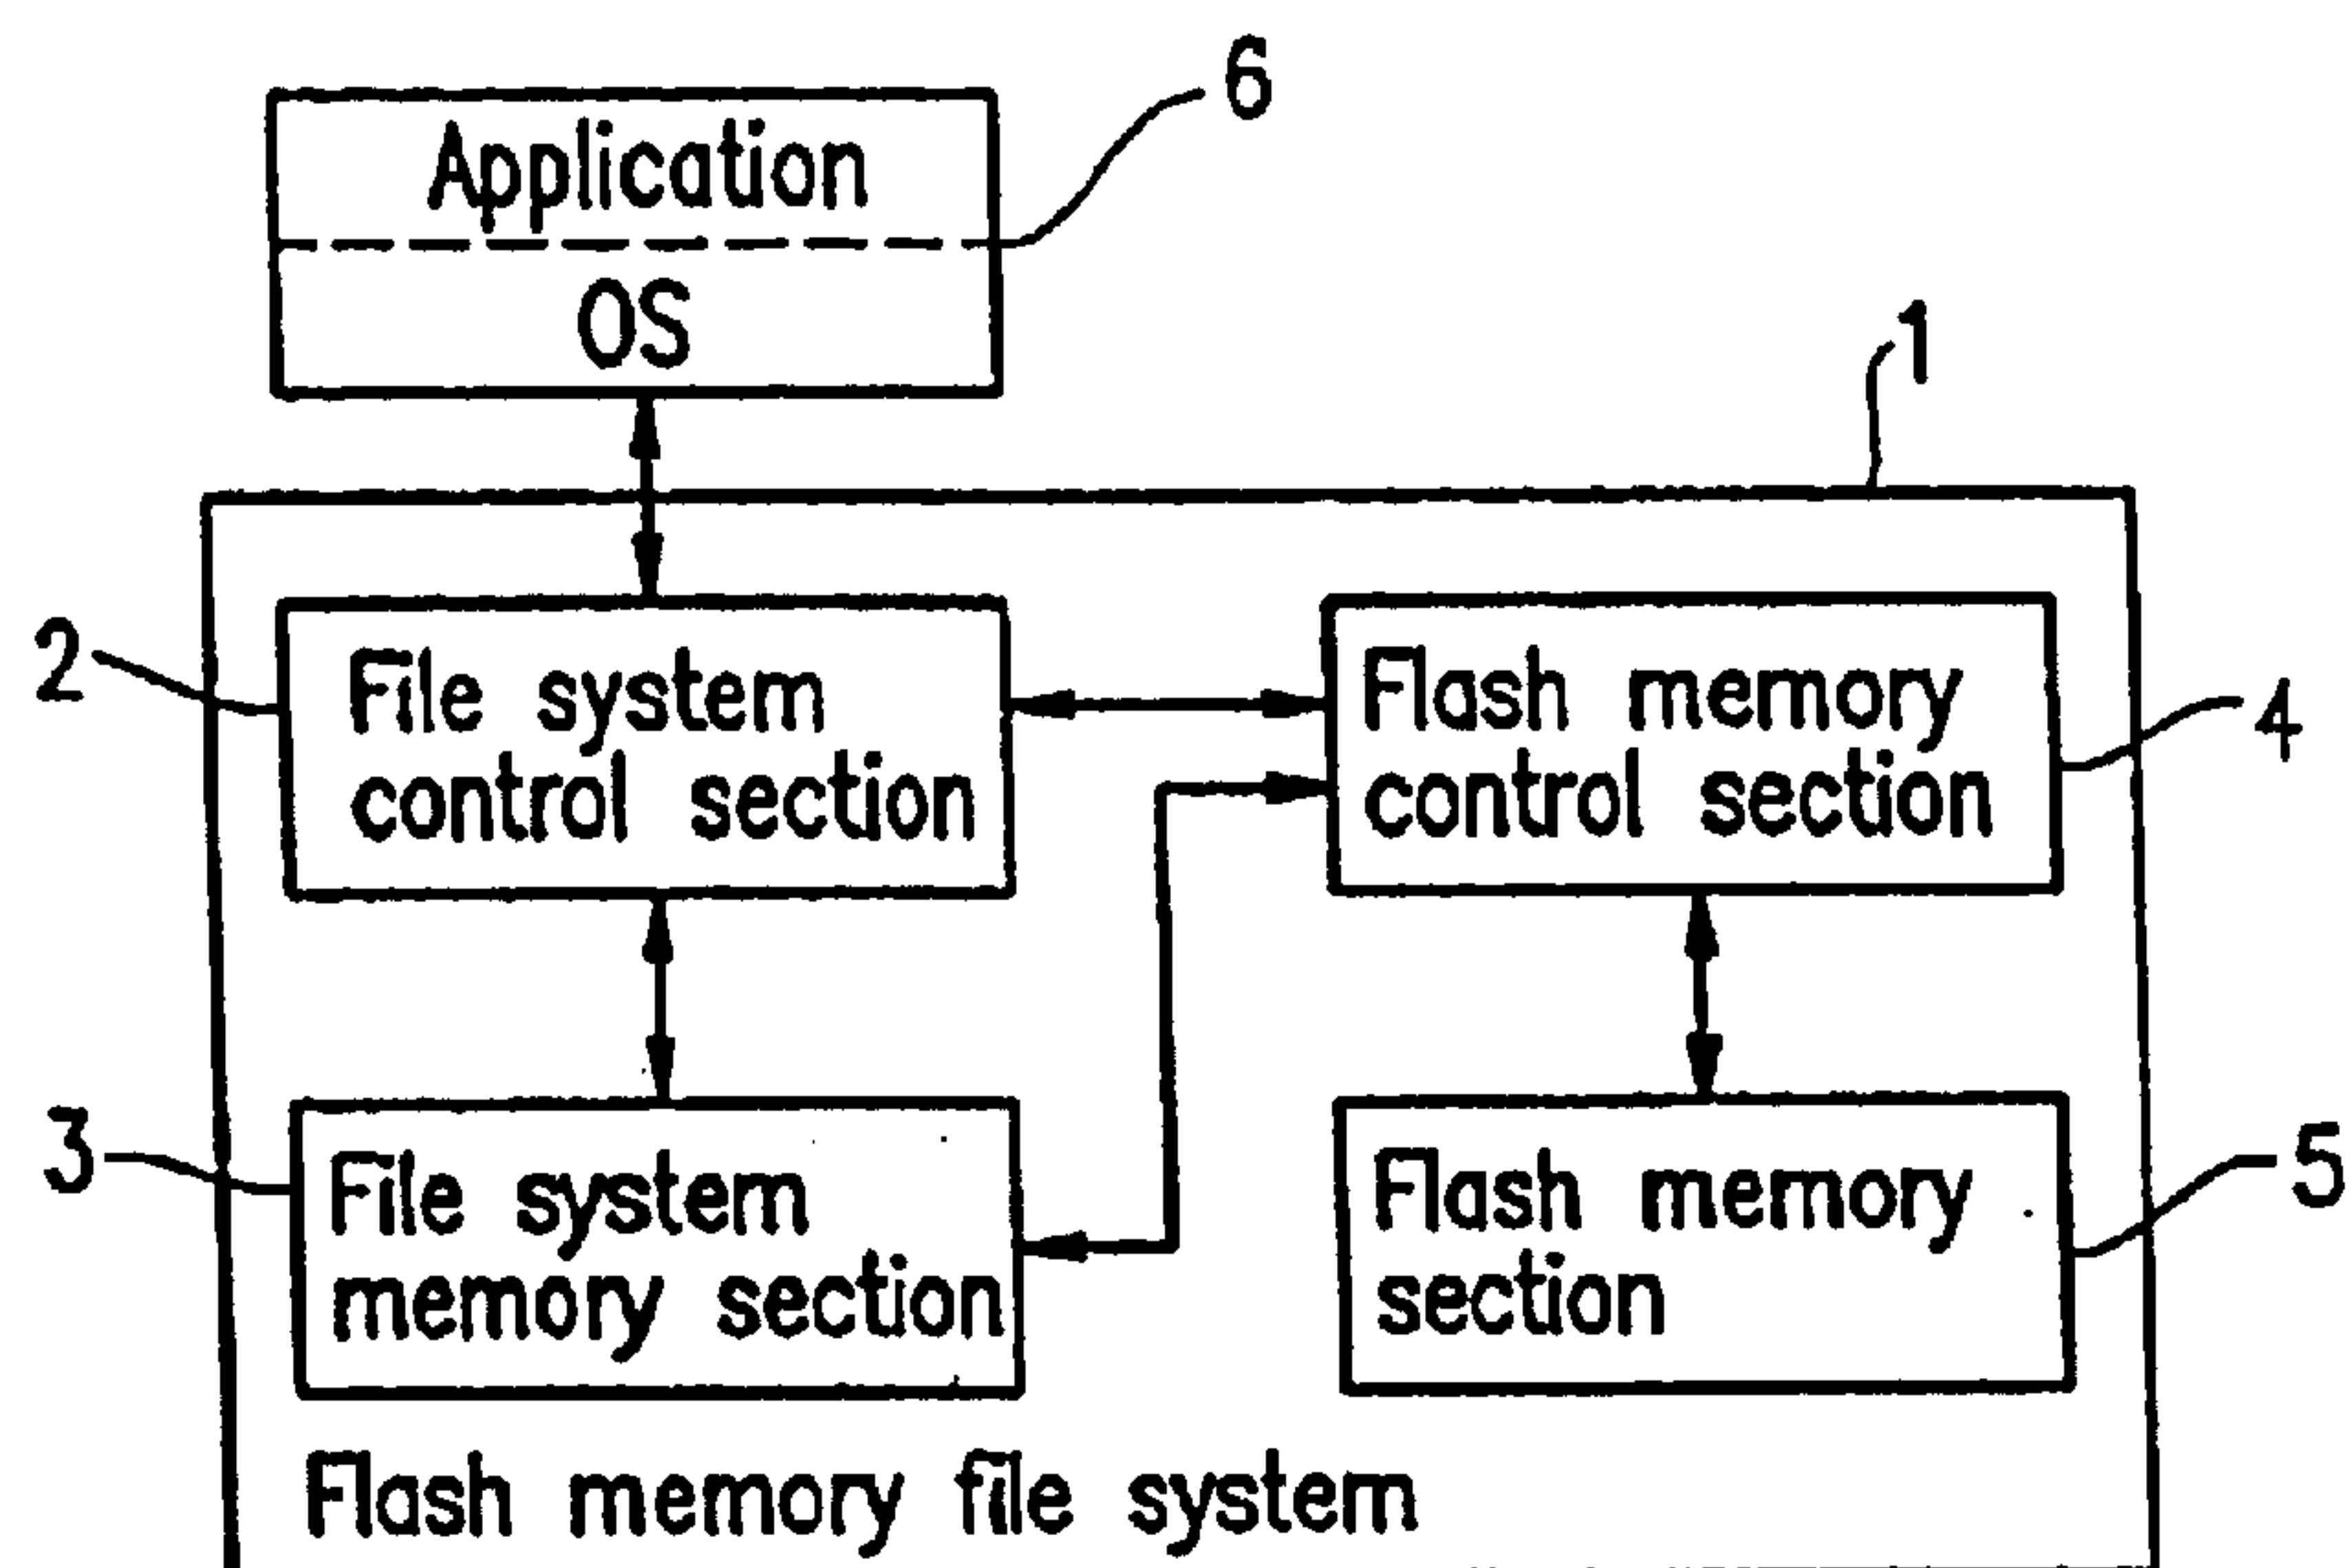 6
Application
OS
1
2
File system
control section
Flash memory
control section
4
3
File system
memory section
Flash memory
section
5
Flash memory file system